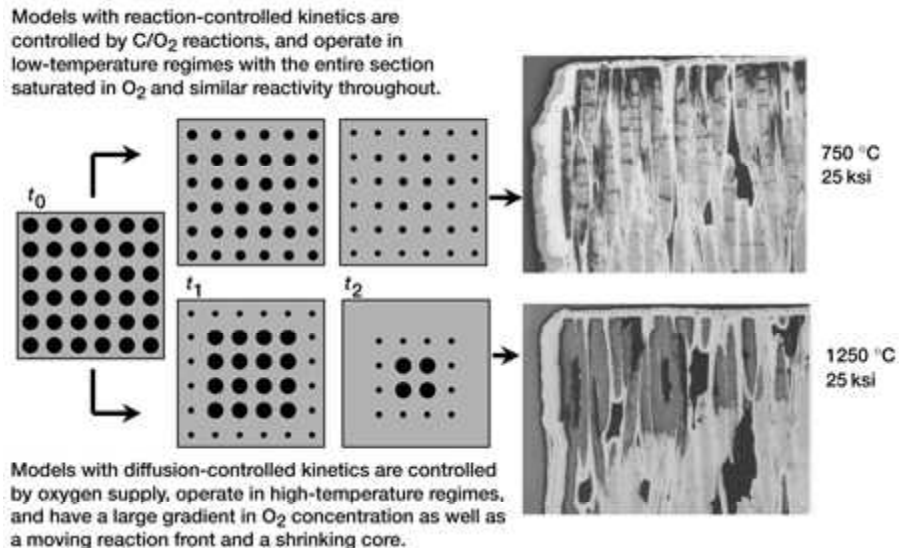 Models with reaction-controlled kinetics are
controlled by C/O₂ reactions, and operate in
low-temperature regimes with the entire section
saturated in O₂ and similar reactivity throughout.
750 °C
25 ksi
t₀
t₁
t₂
1250 °C
25 ksi
Models with diffusion-controlled kinetics are controlled
by oxygen supply, operate in high-temperature regimes,
and have a large gradient in O₂ concentration as well as
a moving reaction front and a shrinking core.